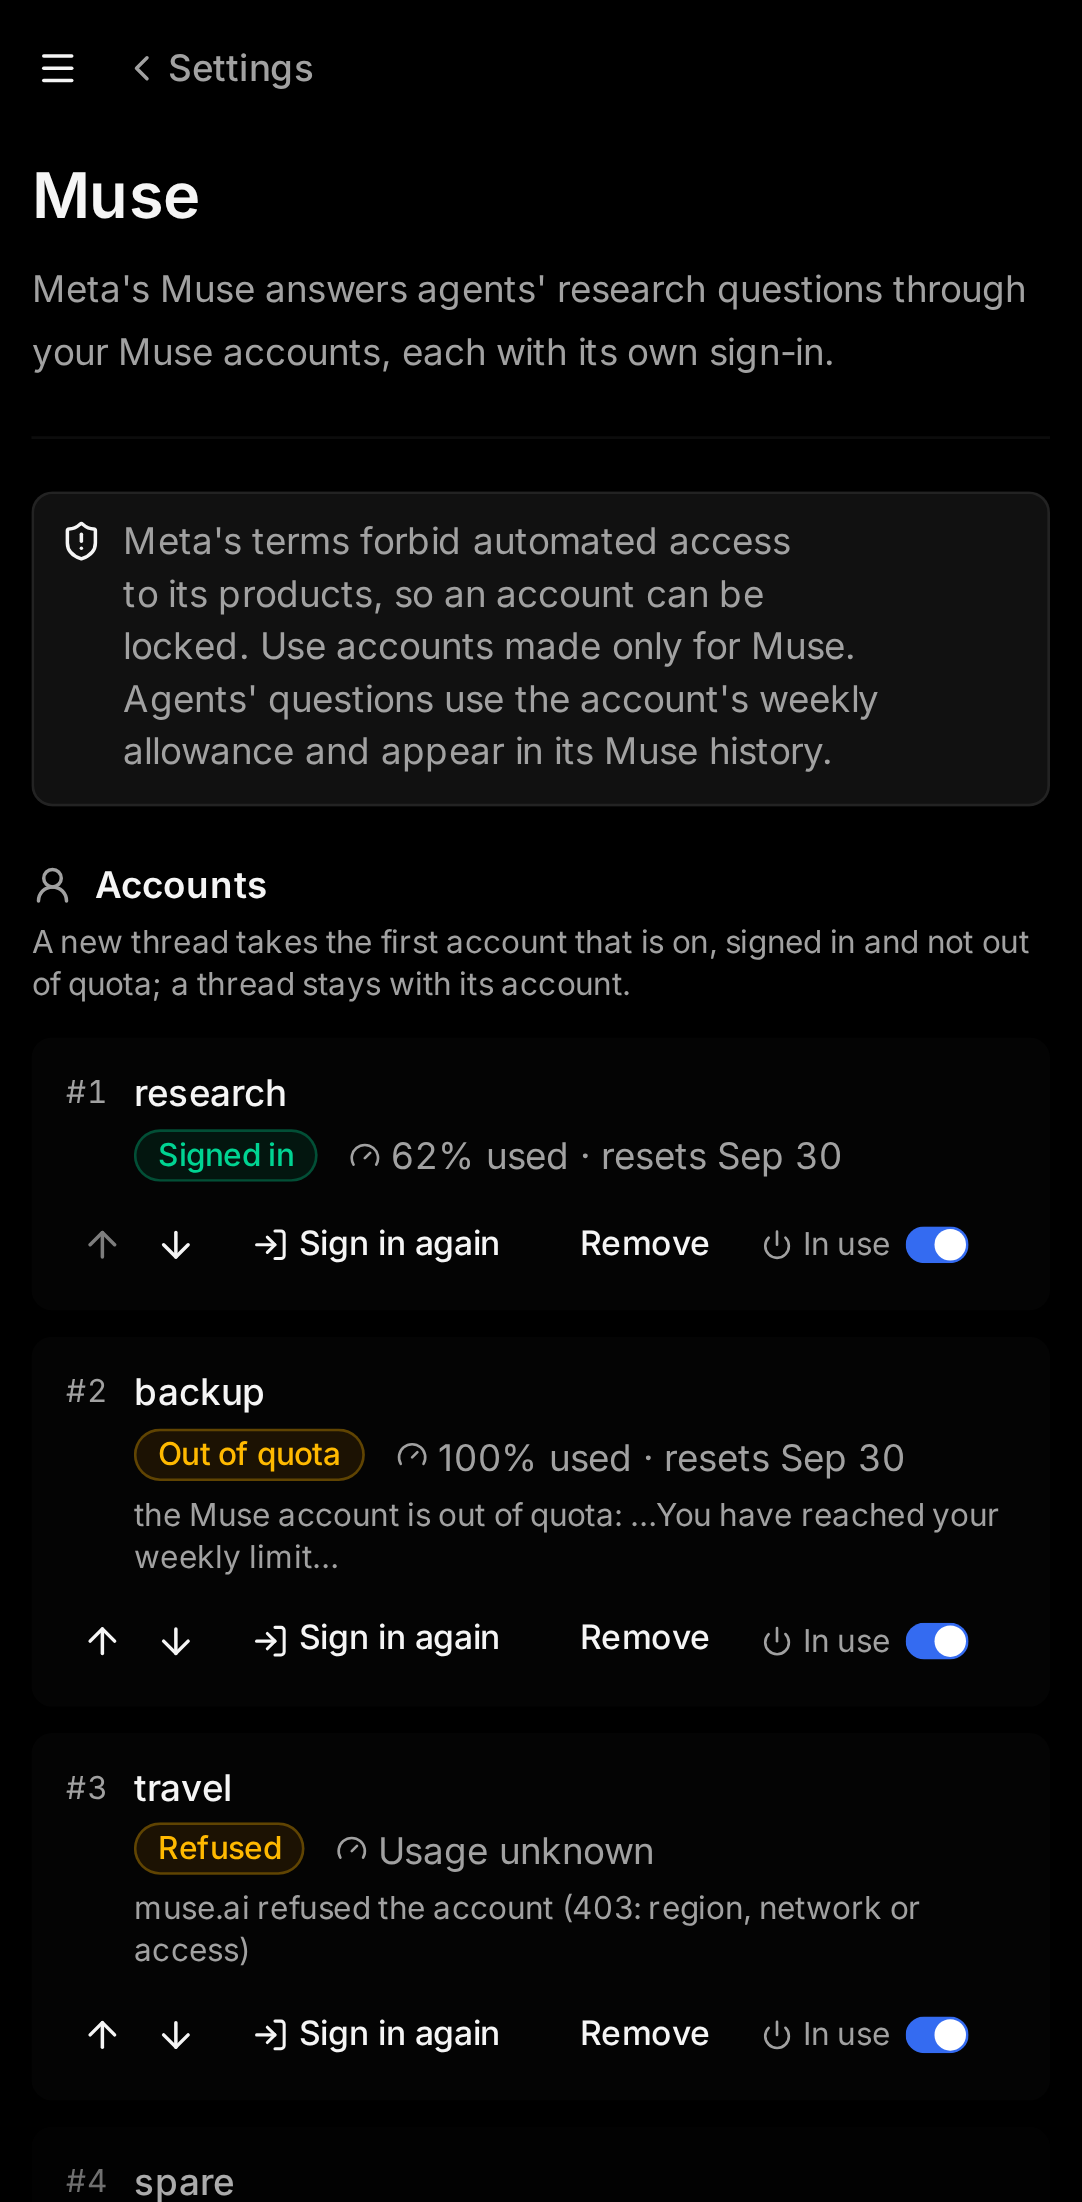 Settings
Muse
Meta's Muse answers agents' research questions through
your Muse accounts, each with its own sign-in.
Meta's terms forbid automated access
to its products, so an account can be
locked. Use accounts made only for Muse.
Agents' questions use the account's weekly
allowance and appear in its Muse history.
Accounts
A new thread takes the first account that is on, signed in and not out
of quota; a thread stays with its account.
#1 research
Signed in 62% used · resets Sep 30
Sign in again Remove In use
#2 backup
Out of quota 100% used · resets Sep 30
the Muse account is out of quota: ...You have reached your
weekly limit...
Sign in again Remove In use
#3 travel
Refused Usage unknown
muse.ai refused the account (403: region, network or
access)
Sign in again Remove In use
#4 spare